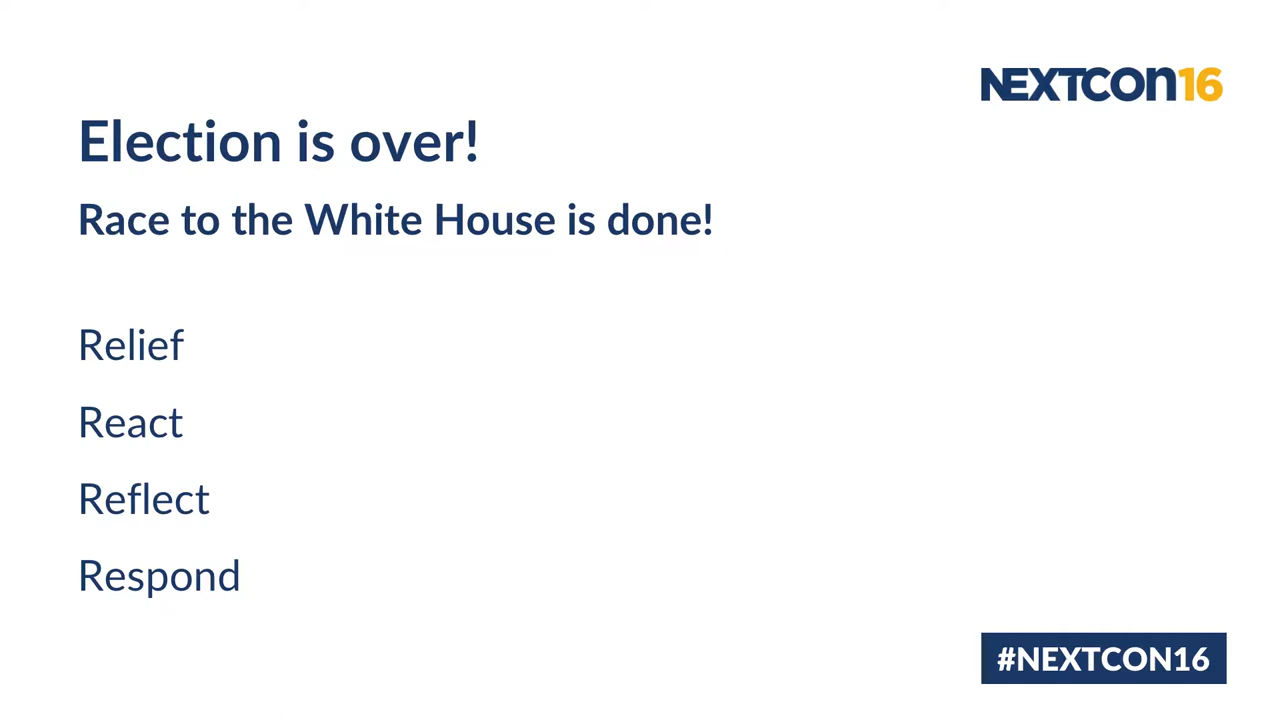 NEXTCON16
Election is over!
Race to the White House is done!
Relief
React
Reflect
Respond
#NEXTCON16